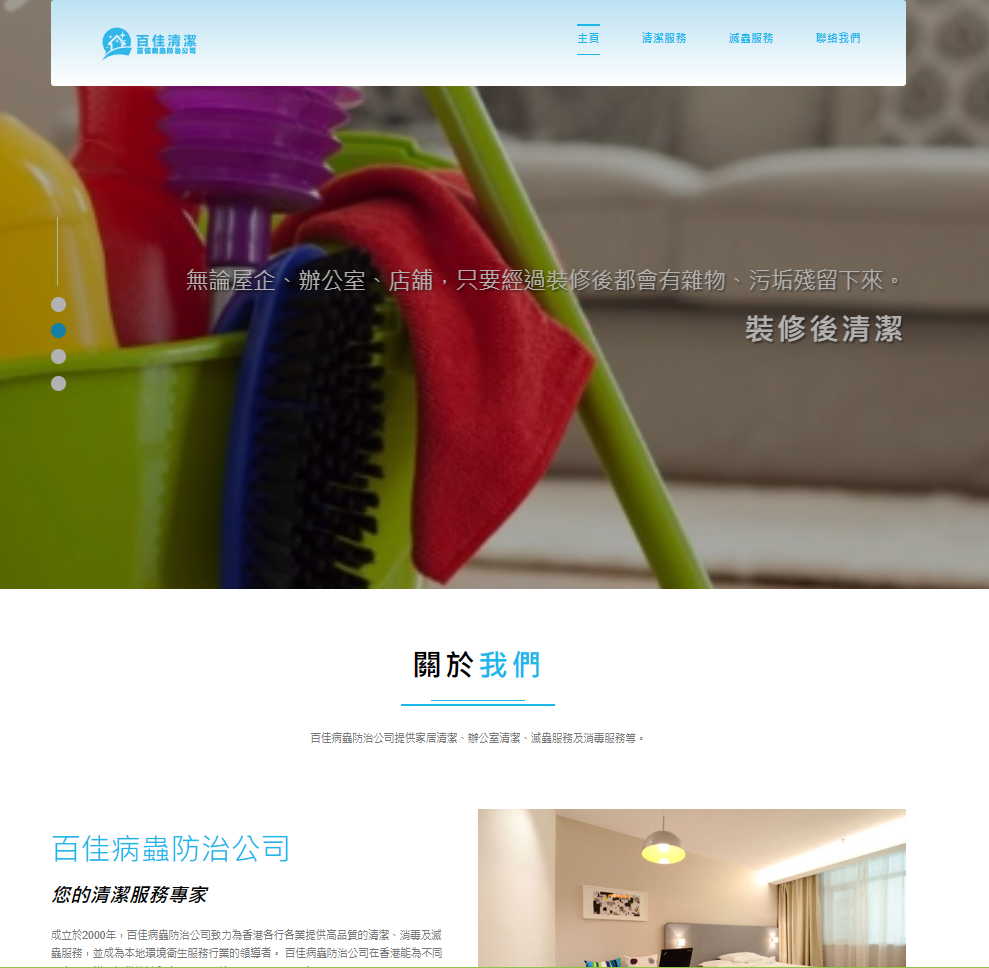 百佳清潔
百佳病蟲防治公司
主頁
清潔服務
滅蟲服務
聯絡我們
無論屋企、辦公室、店舖，只要經過裝修後都會有雜物、污垢殘留下來。
裝修後清潔
關於我們
百佳病蟲防治公司提供家居清潔、辦公室清潔、滅蟲服務及消毒服務等。
百佳病蟲防治公司
您的清潔服務專家
成立於2000年，百佳病蟲防治公司致力為香港各行各業提供高品質的清潔、消毒及滅
蟲服務，並成為本地環境衛生服務行業的領導者。 百佳病蟲防治公司在香港能為不同